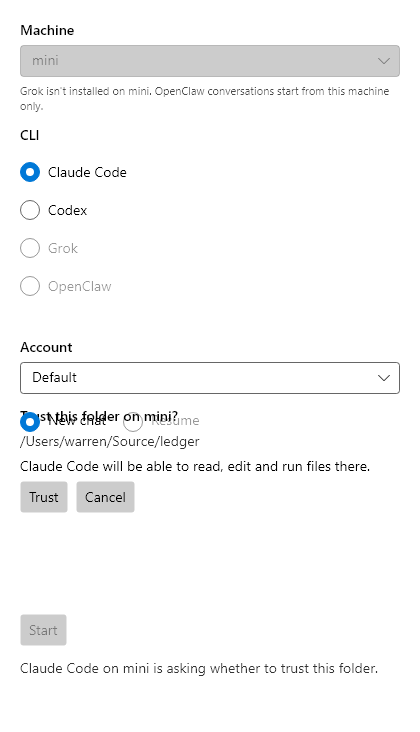 Machine
mini
Grok isn't installed on mini. OpenClaw conversations start from this machine
only.
CLI
Claude Code
Codex
Grok
OpenClaw
Account
Default
Trust this folder on mini?
New chat
Resume
/Users/warren/Source/ledger
Claude Code will be able to read, edit and run files there.
Trust Cancel
Start
Claude Code on mini is asking whether to trust this folder.